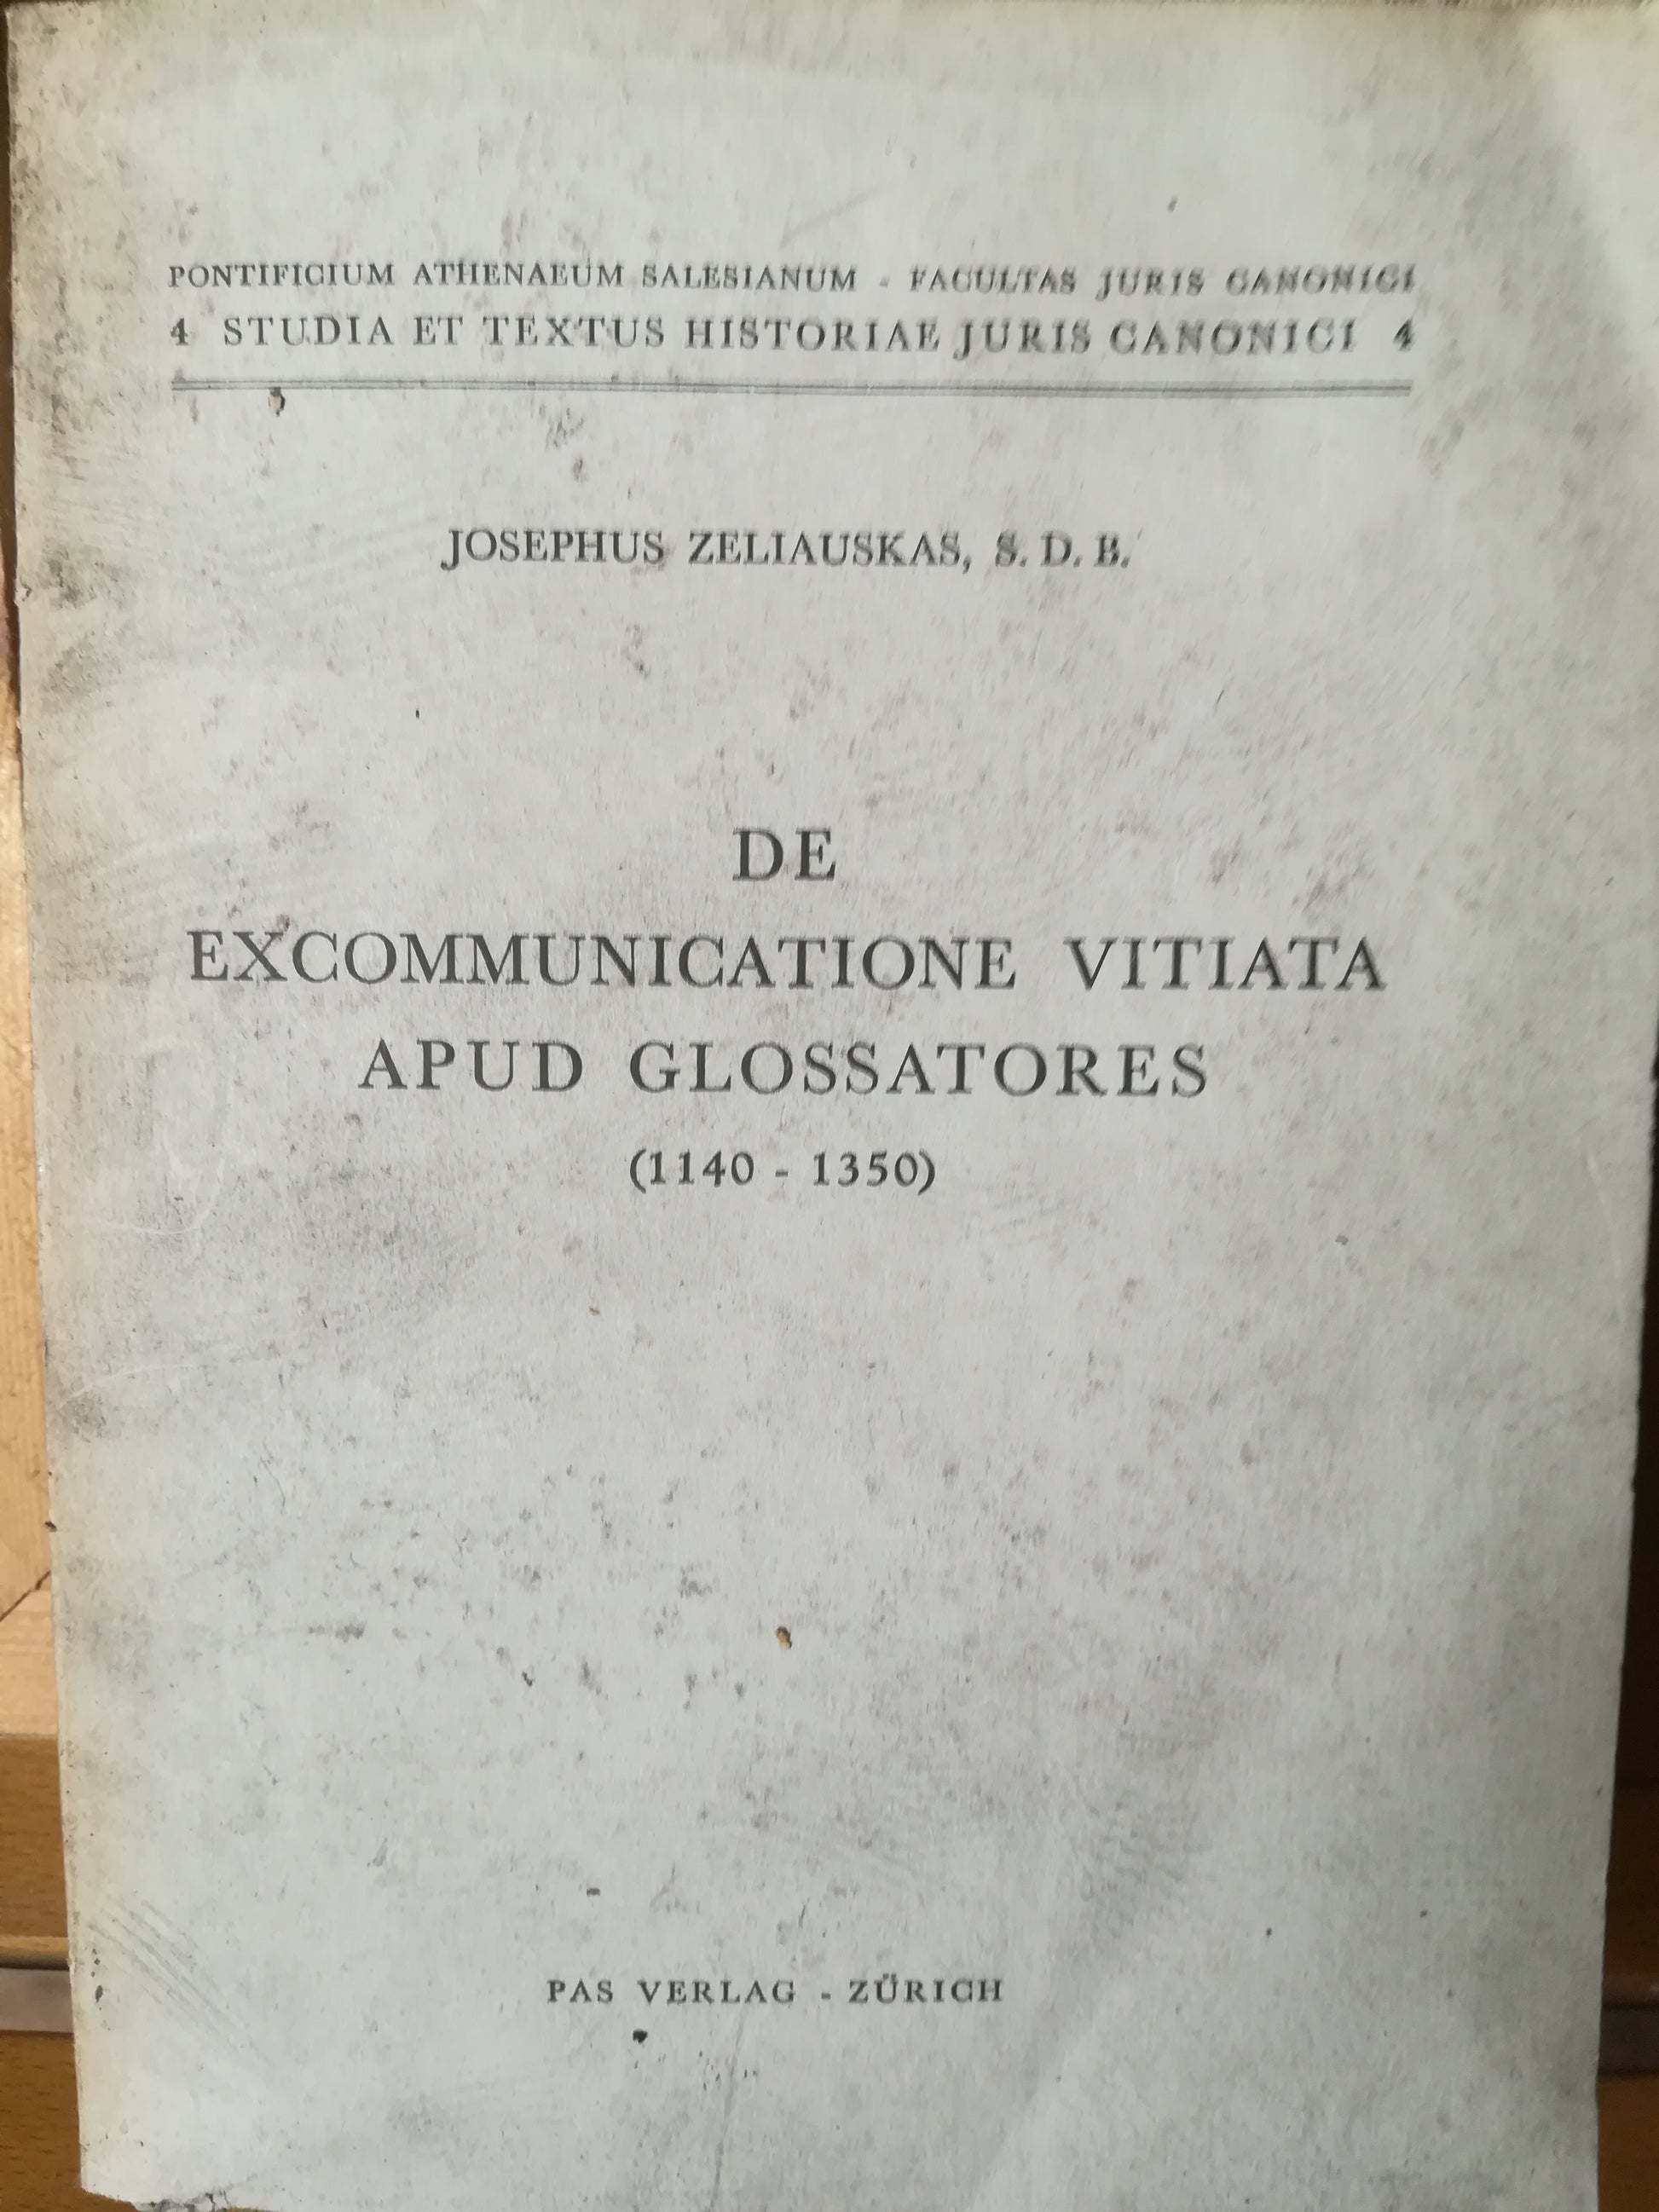 PONTIFICIUM ATHENAEUM SALESIANUM - FACULTAS JURIS CANONICI
4 STUDIA ET TEXTUS HISTORIAE JURIS CANONICI 4
JOSEPHUS ZELIAUSKAS, S. D. B.
DE
EXCOMMUNICATIONE VITIATA
APUD GLOSSATORES
(1140 - 1350)
PAS VERLAG - ZÜRICH